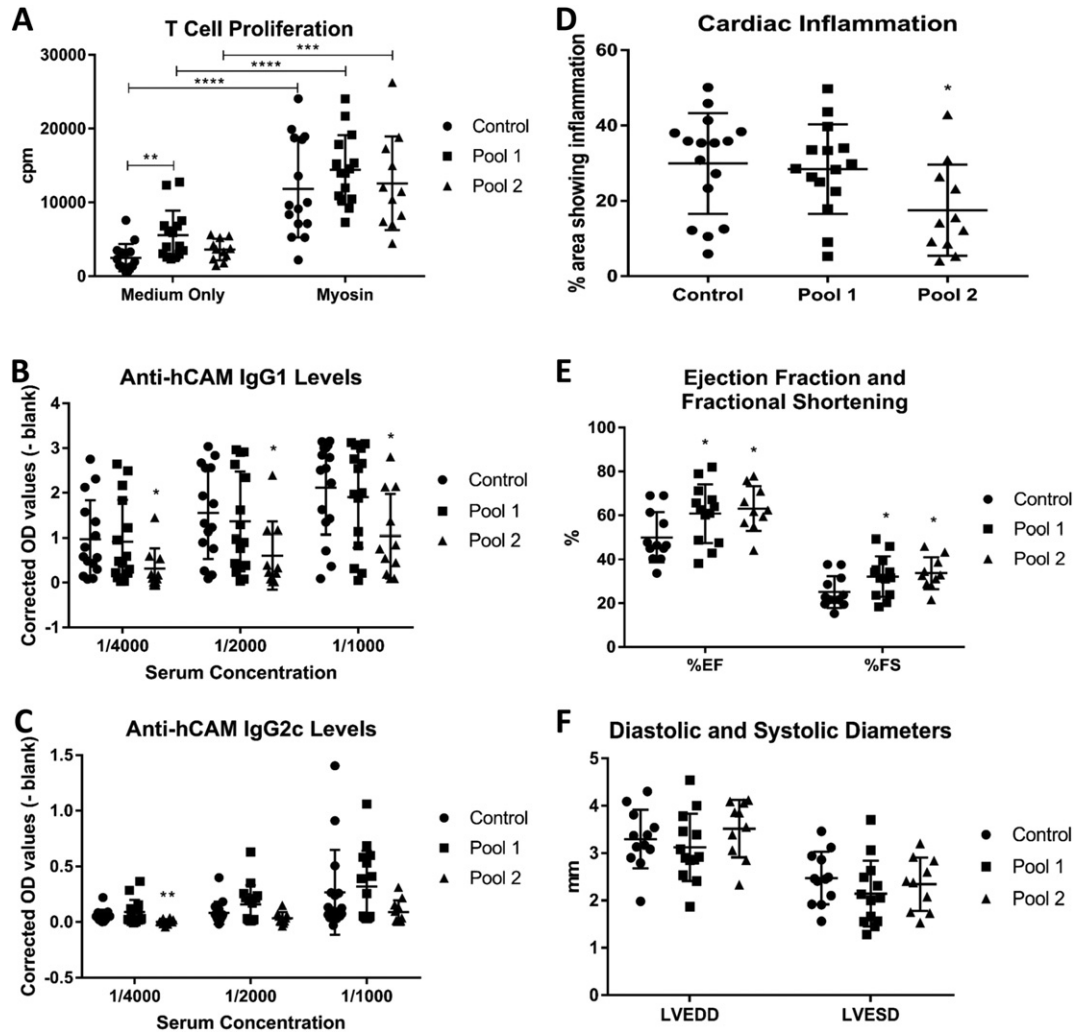 A
T Cell Proliferation
30000
20000
10000
0
cpm
****
****
***
**
Medium Only
Myosin
Control
Pool 1
Pool 2
B
Anti-hCAM IgG1 Levels
Corrected OD values (- blank)
4
3
2
1
0
-1
*
*
*
1/4000
1/2000
1/1000
Serum Concentration
Control
Pool 1
Pool 2
C
Anti-hCAM IgG2c Levels
Corrected OD values (- blank)
1.5
1.0
0.5
0.0
-0.5
**
1/4000
1/2000
1/1000
Serum Concentration
Control
Pool 1
Pool 2
D
Cardiac Inflammation
% area showing inflammation
60
40
20
0
*
Control
Pool 1
Pool 2
E
Ejection Fraction and
Fractional Shortening
%
100
80
60
40
20
0
*
*
*
*
%EF
%FS
Control
Pool 1
Pool 2
F
Diastolic and Systolic Diameters
mm
5
4
3
2
1
0
LVEDD
LVESD
Control
Pool 1
Pool 2